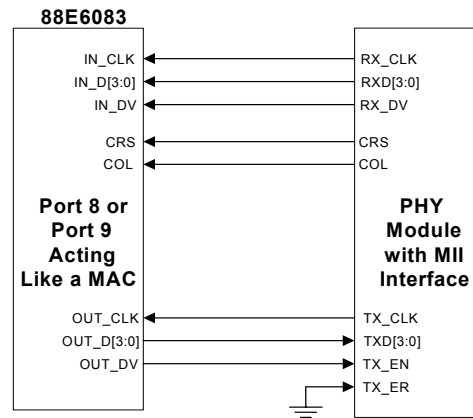 88E6083
IN_CLK RX_CLK
IN_D[3:0] RXD[3:0]
IN_DV RX_DV
CRS CRS
COL COL
Port 8 or
Port 9
Acting
Like a MAC
PHY
Module
with MII
Interface
OUT_CLK TX_CLK
OUT_D[3:0] TXD[3:0]
OUT_DV TX_EN
TX_ER